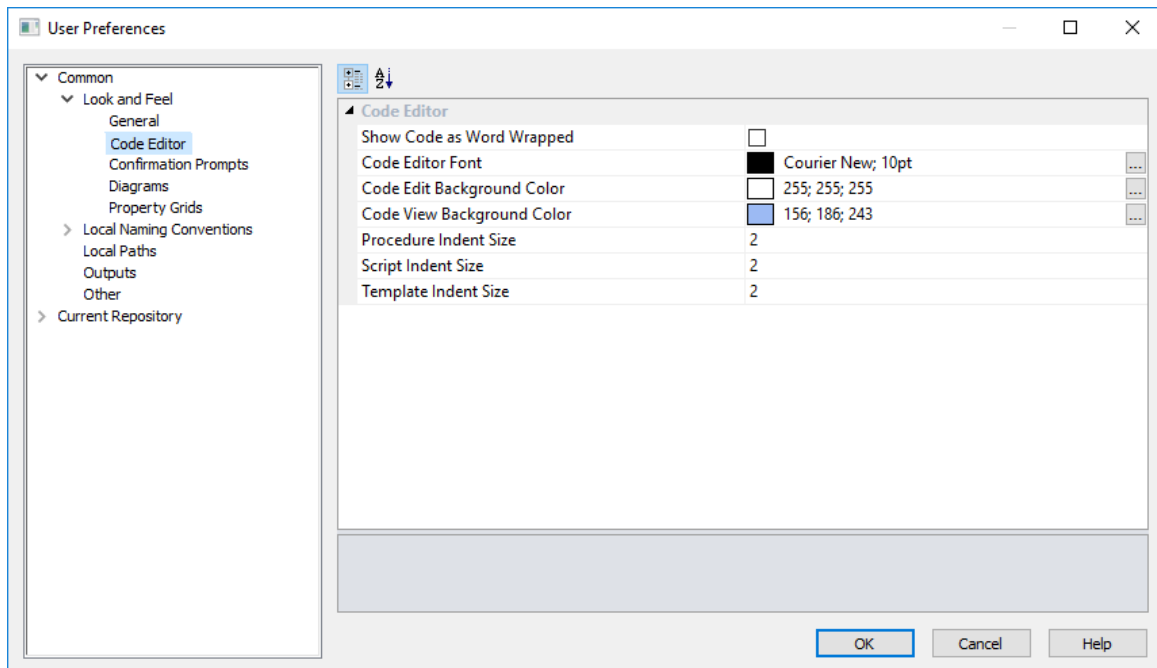 User Preferences
Common
Look and Feel
General
Code Editor
Confirmation Prompts
Diagrams
Property Grids
Local Naming Conventions
Local Paths
Outputs
Other
Current Repository
Code Editor
Show Code as Word Wrapped
Code Editor Font Courier New; 10pt ...
Code Edit Background Color 255; 255; 255 ...
Code View Background Color 156; 186; 243 ...
Procedure Indent Size 2
Script Indent Size 2
Template Indent Size 2
OK Cancel Help